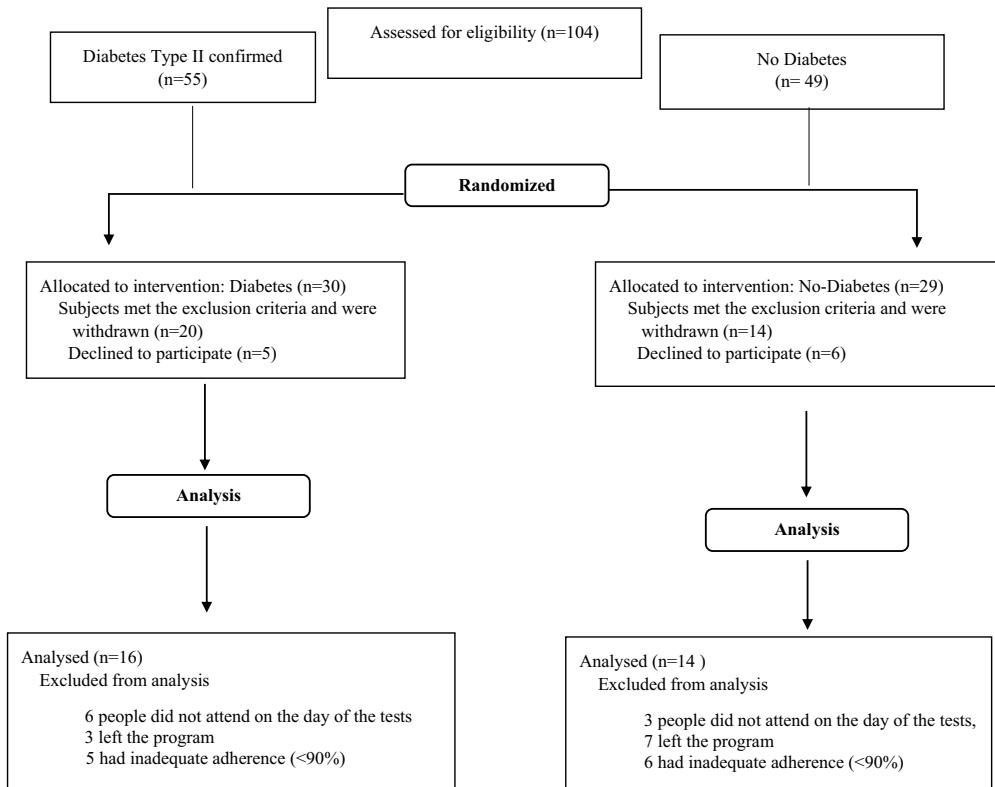 Assessed for eligibility (n=104)
Diabetes Type II confirmed
(n=55)
No Diabetes
(n= 49)
Randomized
Allocated to intervention: Diabetes (n=30)
Subjects met the exclusion criteria and were
withdrawn (n=20)
Declined to participate (n=5)
Allocated to intervention: No-Diabetes (n=29)
Subjects met the exclusion criteria and were
withdrawn (n=14)
Declined to participate (n=6)
Analysis
Analysis
Analysed (n=16)
Excluded from analysis
6 people did not attend on the day of the tests
3 left the program
5 had inadequate adherence (<90%)
Analysed (n=14 )
Excluded from analysis
3 people did not attend on the day of the tests,
7 left the program
6 had inadequate adherence (<90%)